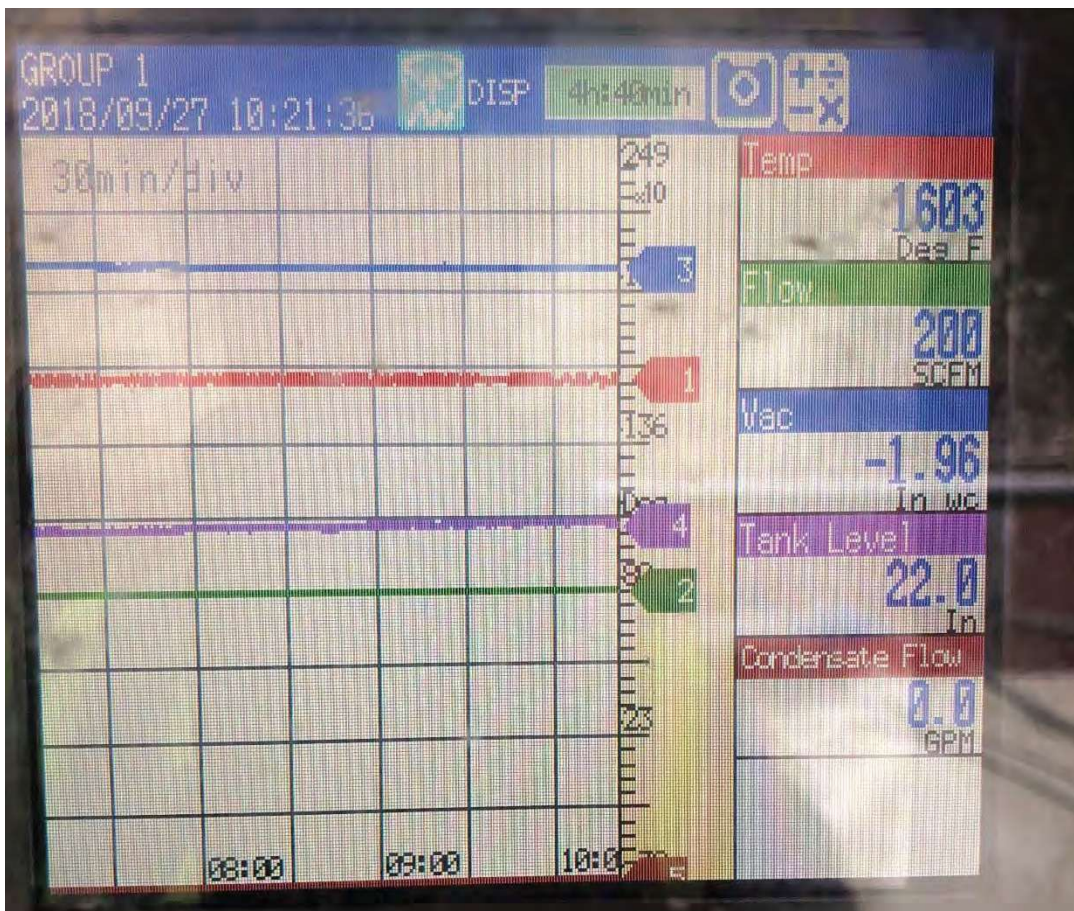 GROUP 1
2018/09/27 10:21:36
DISP
4h:40min
30min/div
249
x10
3
1
136
4
2
23
5
08:00
09:00
Temp
1603
Deg F
Flow
200
SCFM
Vac
-1.96
In wc
Tank Level
22.0
In
Condensate Flow
0.0
GPM